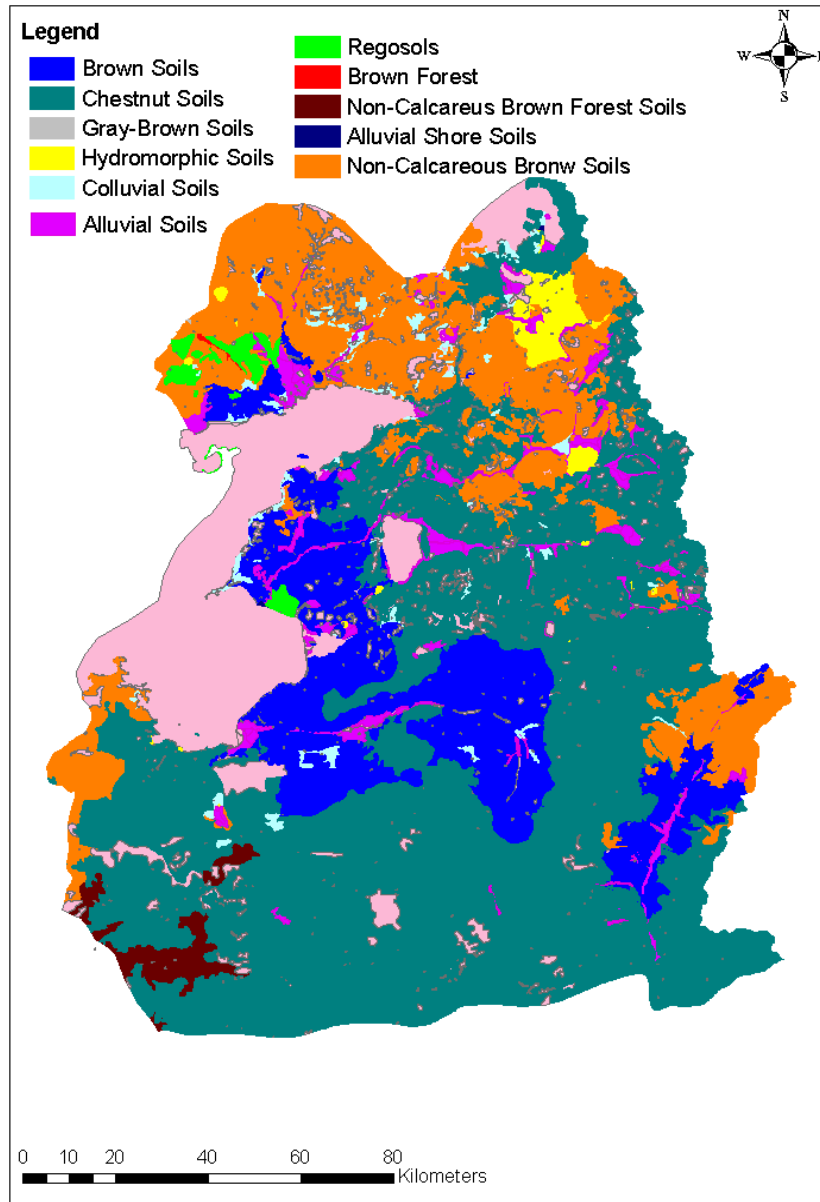 Legend
Brown Soils
Chestnut Soils
Gray-Brown Soils
Hydromorphic Soils
Colluvial Soils
Alluvial Soils
Regosols
Brown Forest
Non-Calcareus Brown Forest Soils
Alluvial Shore Soils
Non-Calcareous Bronw Soils
N
W
S
0 10 20 40 60 80
Kilometers